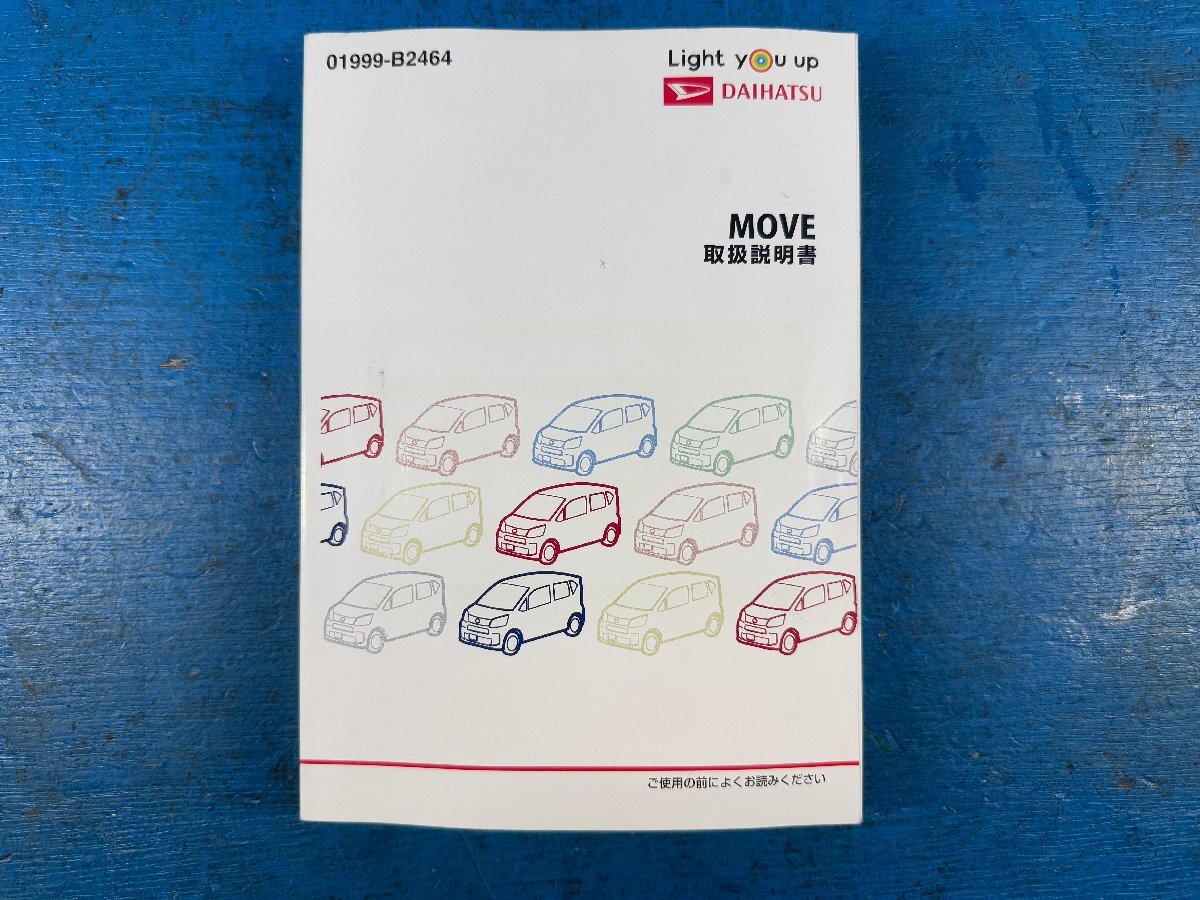 01999-B2464
Light you up
DAIHATSU
MOVE
取扱説明書
ご使用の前によくお読みください